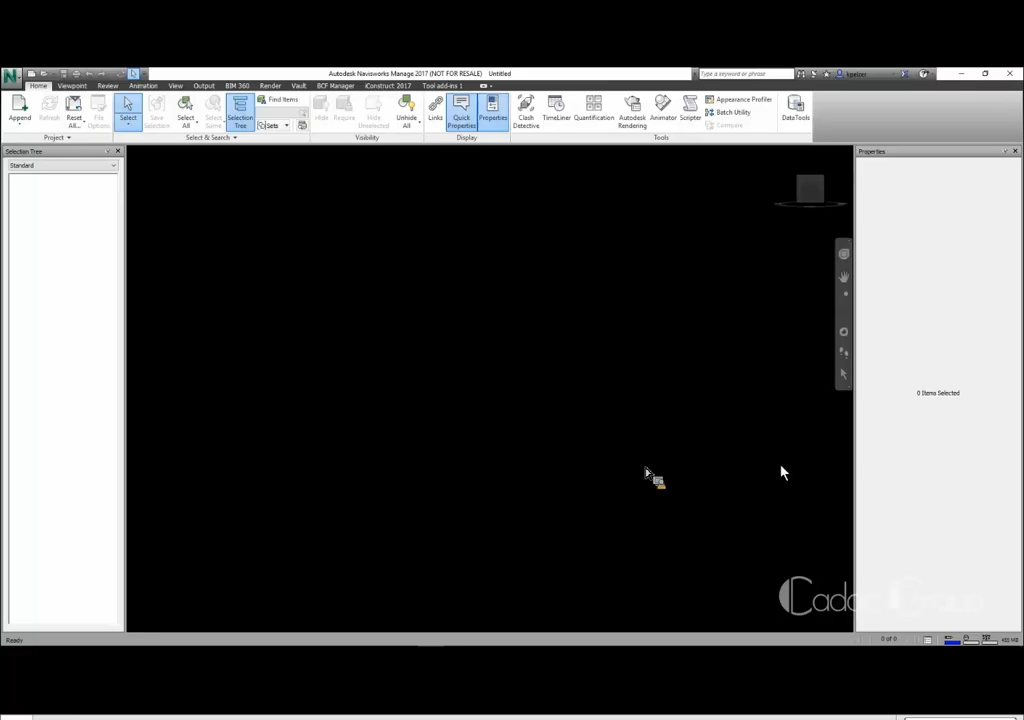 Autodesk Navisworks Manage 2017 (NOT FOR RESALE) Untitled
Type a keyword or phrase
kpelzer
Home Viewpoint Review Animation View Output BIM 360 Render Vault BCF Manager iConstruct 2017 Tool add-ins 1
Append Refresh Reset All... File Options
Select Save Selection Select All Select Same Selection Tree
Find Items
Sets
Hide Require Hide Unselected Unhide All
Links Quick Properties Properties
Clash Detective TimeLiner Quantification Autodesk Rendering Animator Scripter
Appearance Profiler
Batch Utility
Compare
DataTools
Project Select & Search Visibility Display Tools
Selection Tree
Standard
Properties
0 Items Selected
Ready
0 of 0